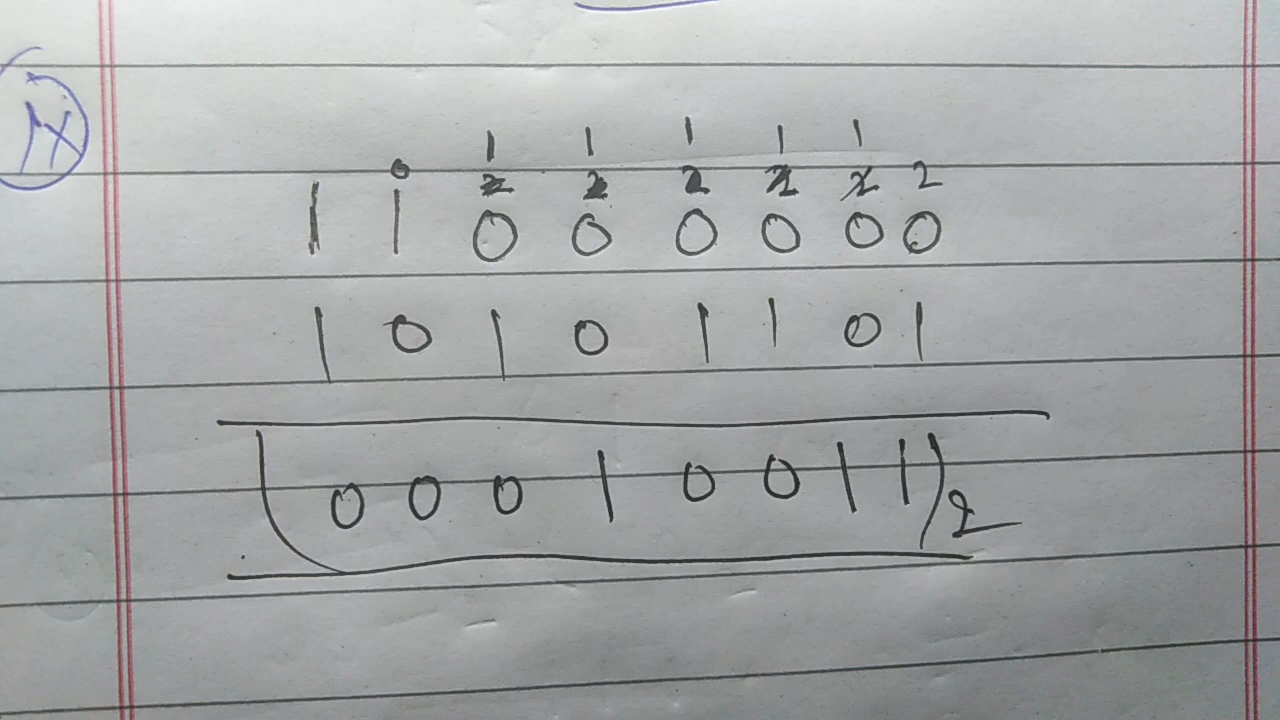 IX
1 1 1 1 1
0 2 2 2 2 2 2
1 1 0 0 0 0 0 0
1 0 1 0 1 1 0 1
(0 0 0 1 0 0 1 1)2